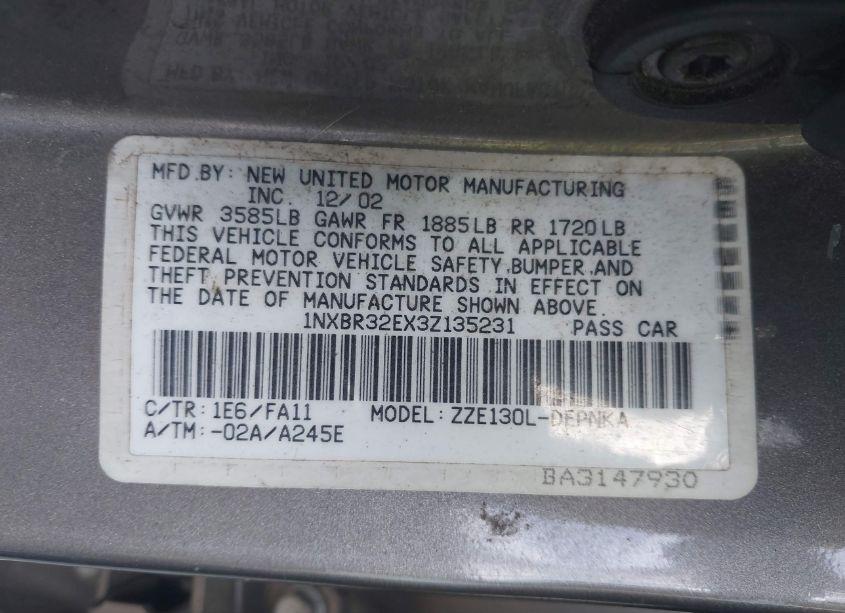 MFD.BY: NEW UNITED MOTOR MANUFACTURING
INC. 12/02
GVWR 3585LB GAWR FR 1885LB RR 1720LB
THIS VEHICLE CONFORMS TO ALL APPLICABLE
FEDERAL MOTOR VEHICLE SAFETY,BUMPER,AND
THEFT PREVENTION STANDARDS IN EFFECT ON
THE DATE OF MANUFACTURE SHOWN ABOVE.
1NXBR32EX3Z135231 PASS CAR
C/TR: 1E6/FA11 MODEL: ZZE130L-DEPNKA
A/TM: -02A/A245E
BA3147930